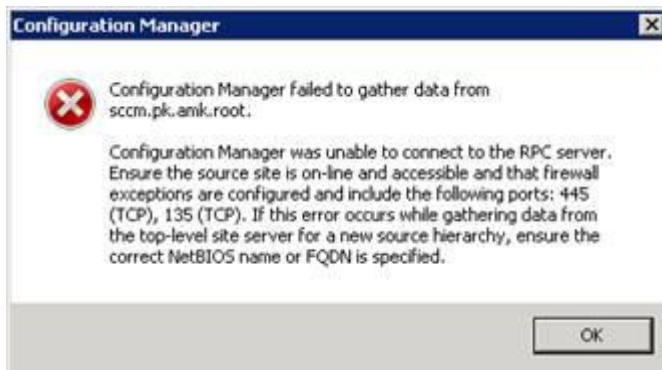 Configuration Manager
Configuration Manager failed to gather data from
sccm.pk.amk.root.
Configuration Manager was unable to connect to the RPC server.
Ensure the source site is on-line and accessible and that firewall
exceptions are configured and include the following ports: 445
(TCP), 135 (TCP). If this error occurs while gathering data from
the top-level site server for a new source hierarchy, ensure the
correct NetBIOS name or FQDN is specified.
OK